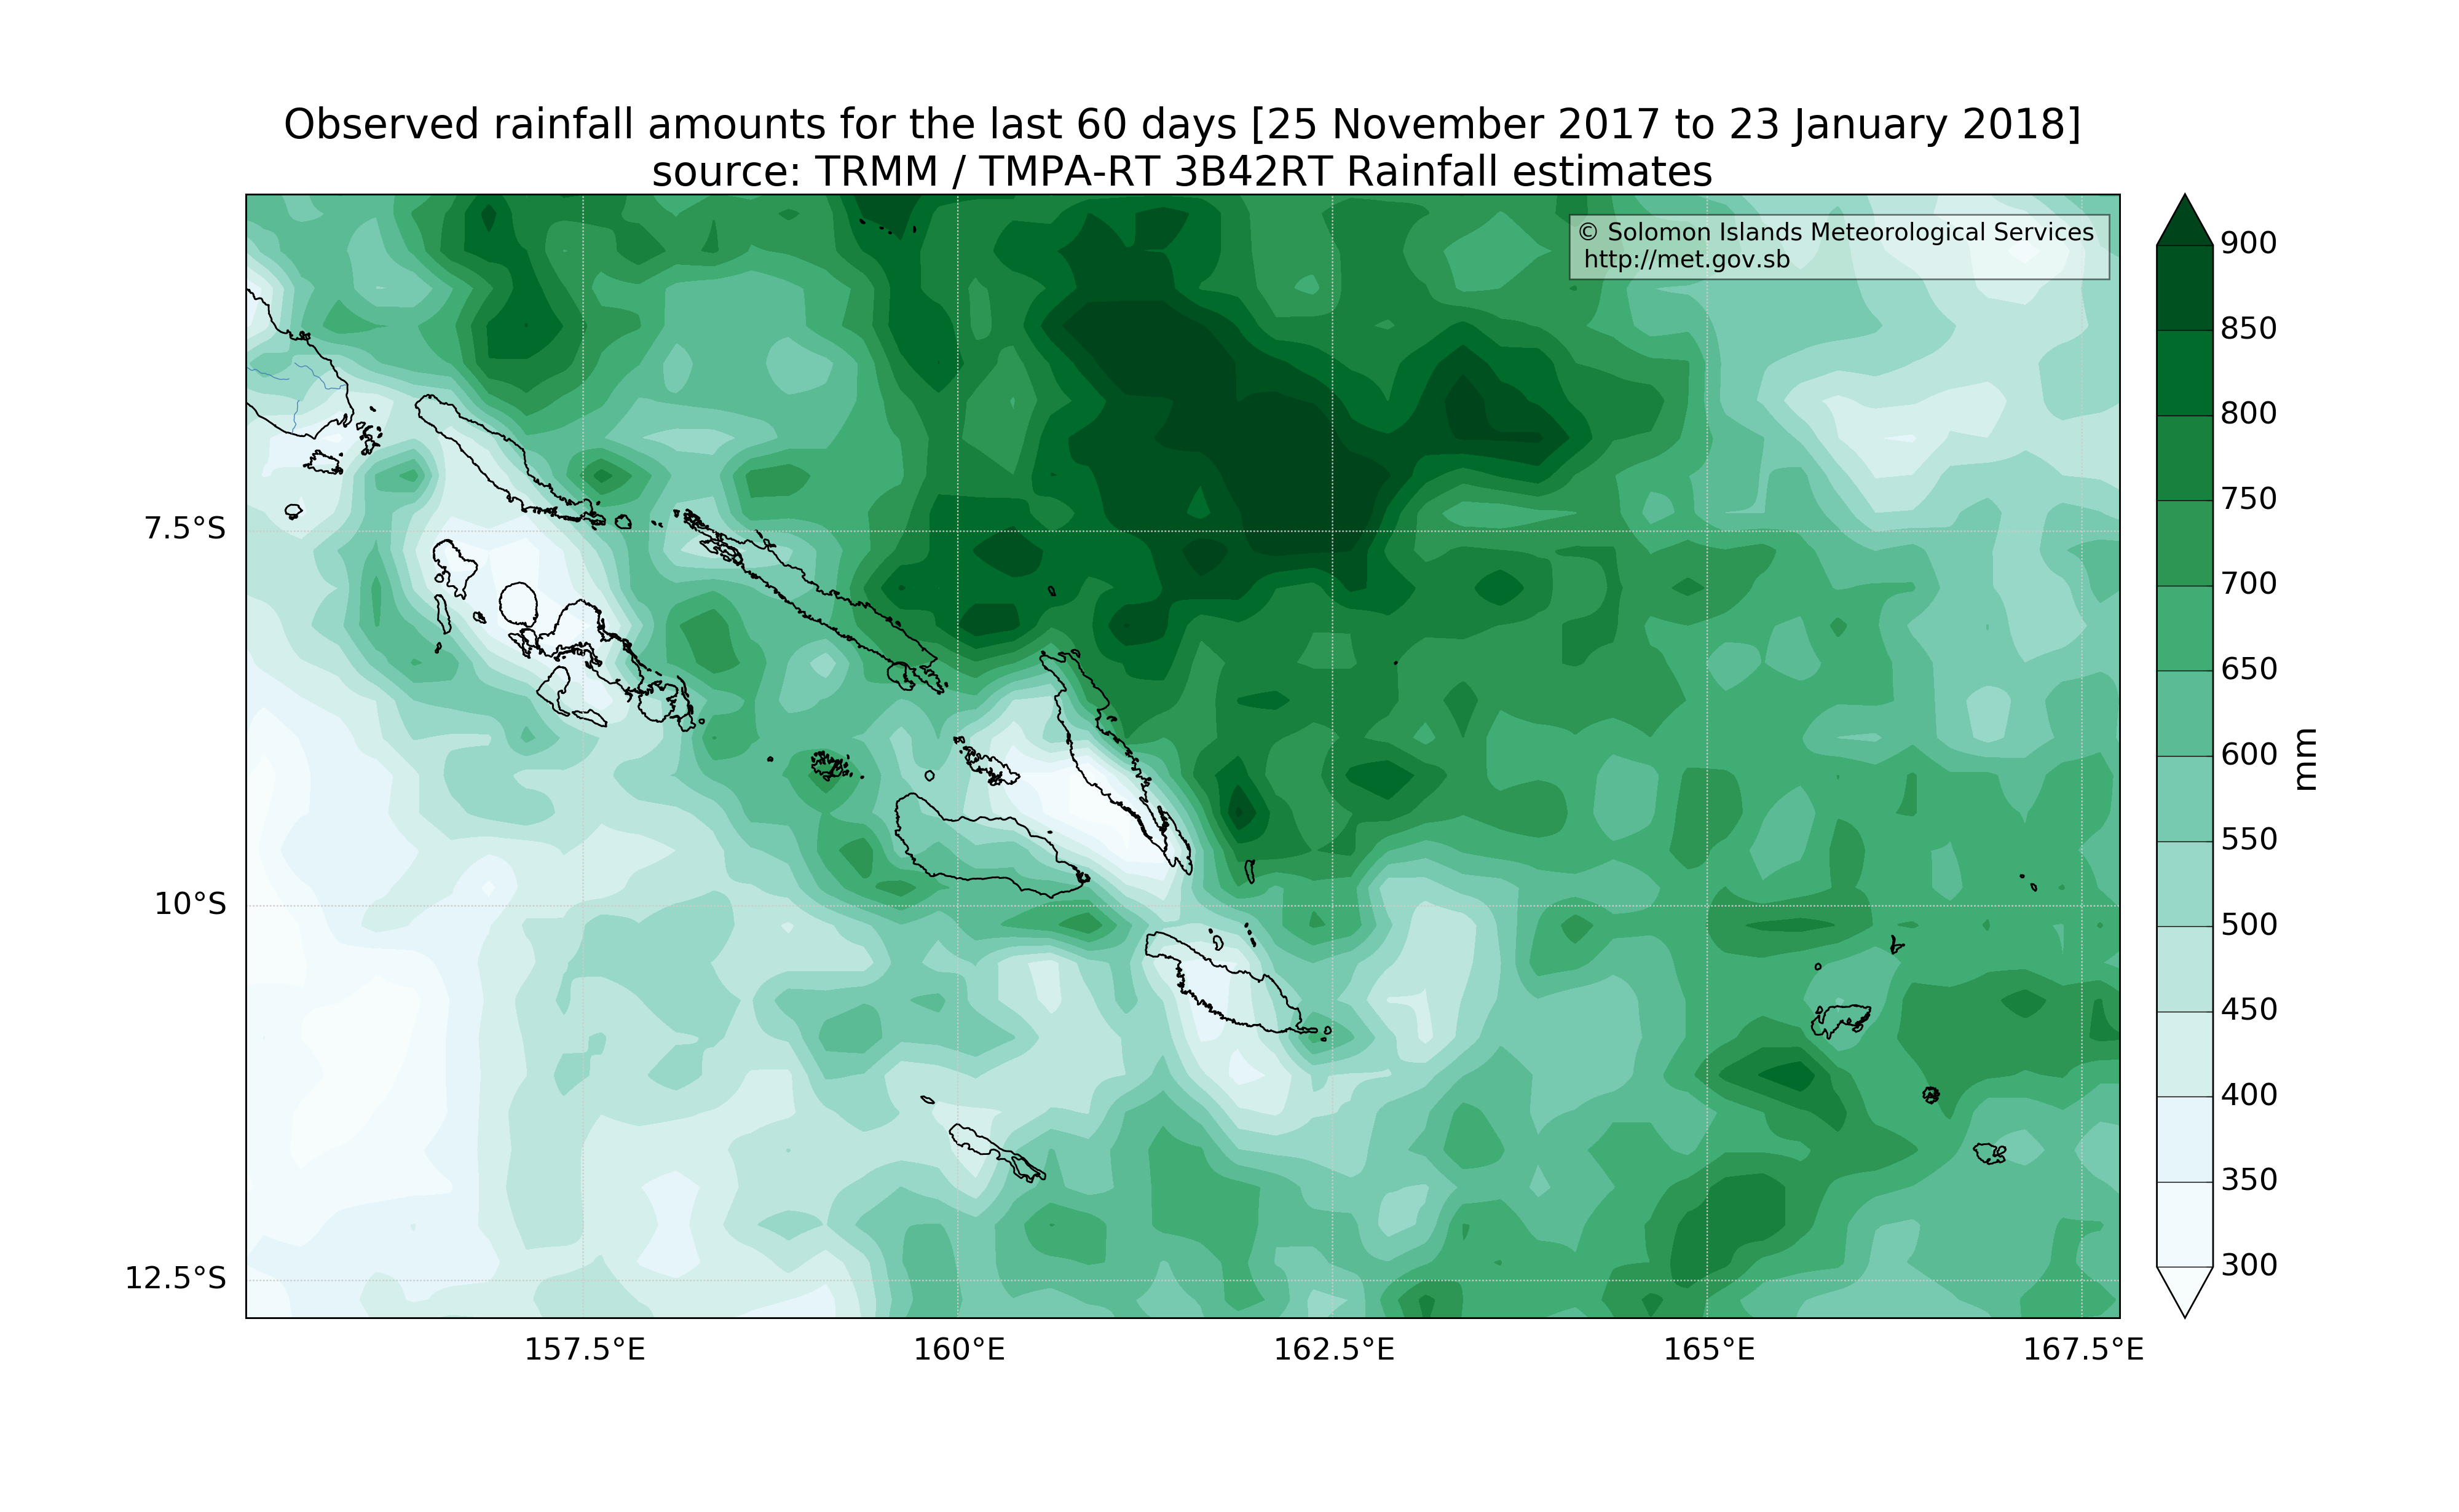 Observed rainfall amounts for the last 60 days [25 November 2017 to 23 January 2018]
source: TRMM / TMPA-RT 3B42RT Rainfall estimates
© Solomon Islands Meteorological Services
http://met.gov.sb
7.5°S
10°S
12.5°S
157.5°E
160°E
162.5°E
165°E
167.5°E
900
850
800
750
700
650
600
550
500
450
400
350
300
mm